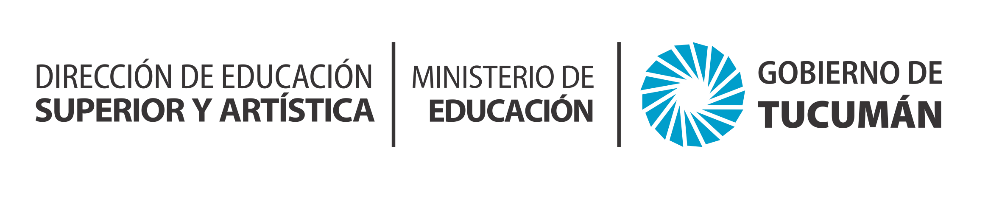 DIRECCIÓN DE EDUCACIÓN
SUPERIOR Y ARTÍSTICA
MINISTERIO DE
EDUCACIÓN
GOBIERNO DE
TUCUMÁN